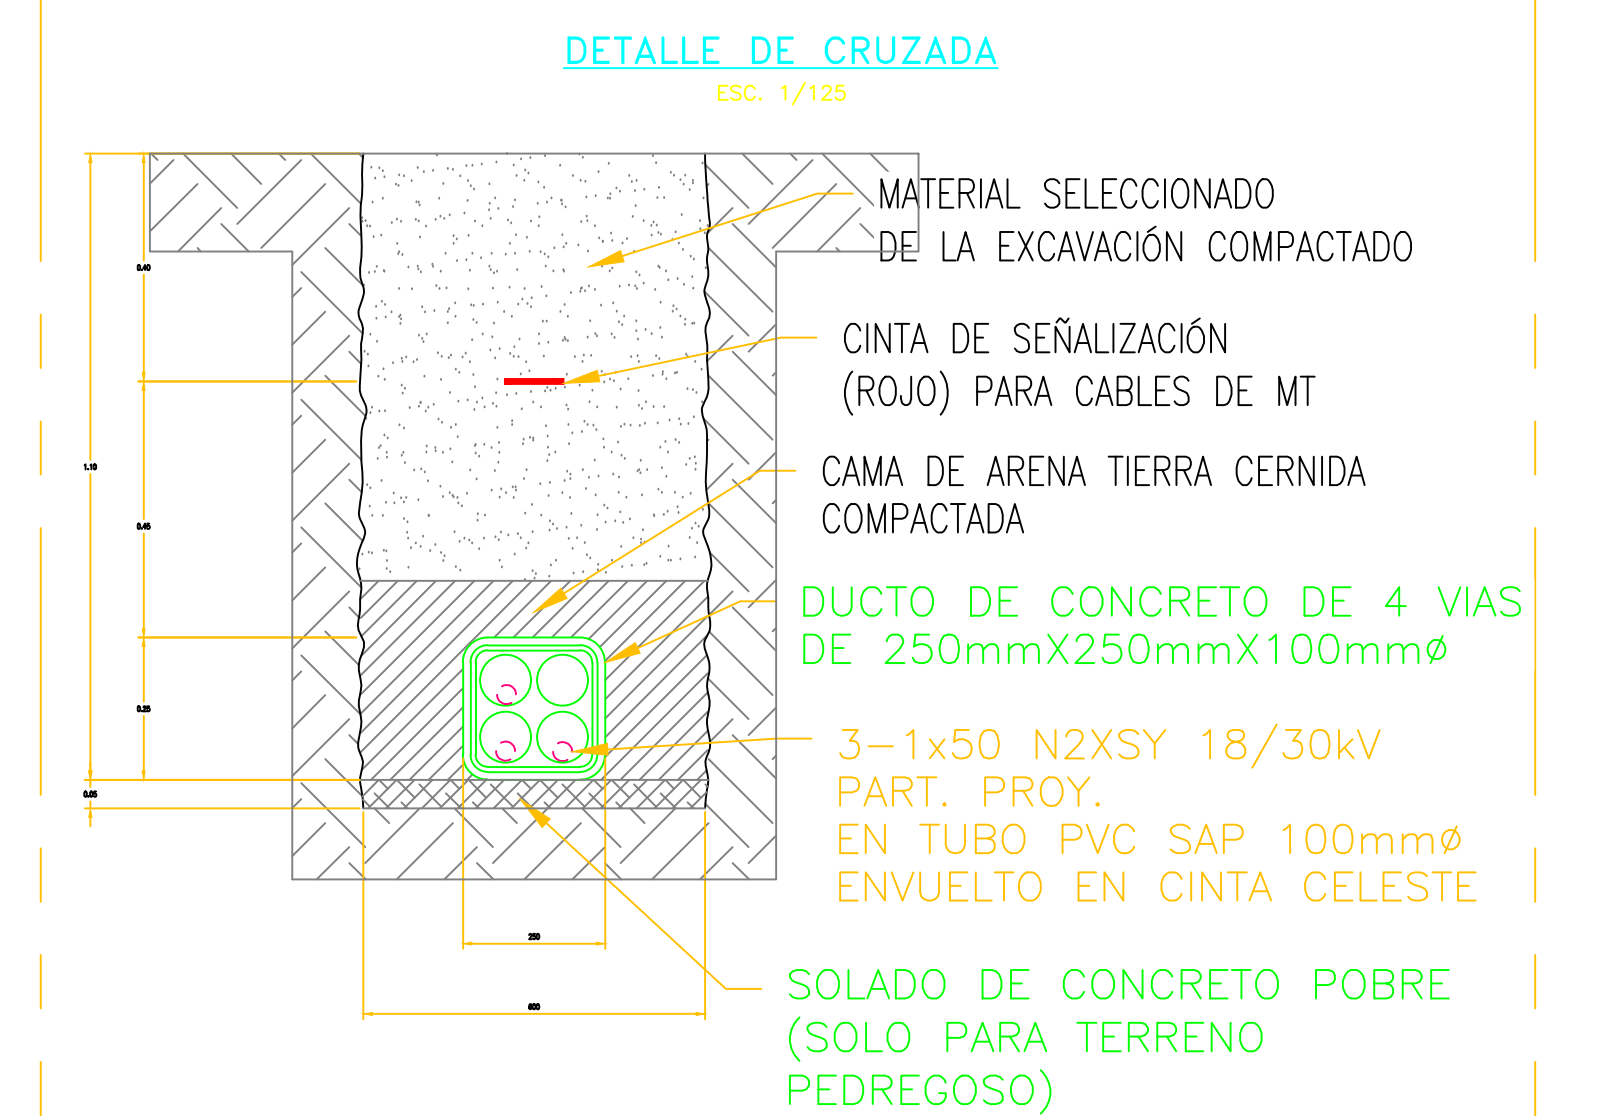 DETALLE DE CRUZADA
ESC. 1/125
MATERIAL SELECCIONADO
DE LA EXCAVACIÓN COMPACTADO
0.40
CINTA DE SEÑALIZACIÓN
(ROJO) PARA CABLES DE MT
1.10
CAMA DE ARENA TIERRA CERNIDA
COMPACTADA
0.45
DUCTO DE CONCRETO DE 4 VIAS
DE 250mmX250mmX100mmø
0.25
3-1x50 N2XSY 18/30kV
PART. PROY.
EN TUBO PVC SAP 100mmø
ENVUELTO EN CINTA CELESTE
0.05
250
SOLADO DE CONCRETO POBRE
(SOLO PARA TERRENO
PEDREGOSO)
600